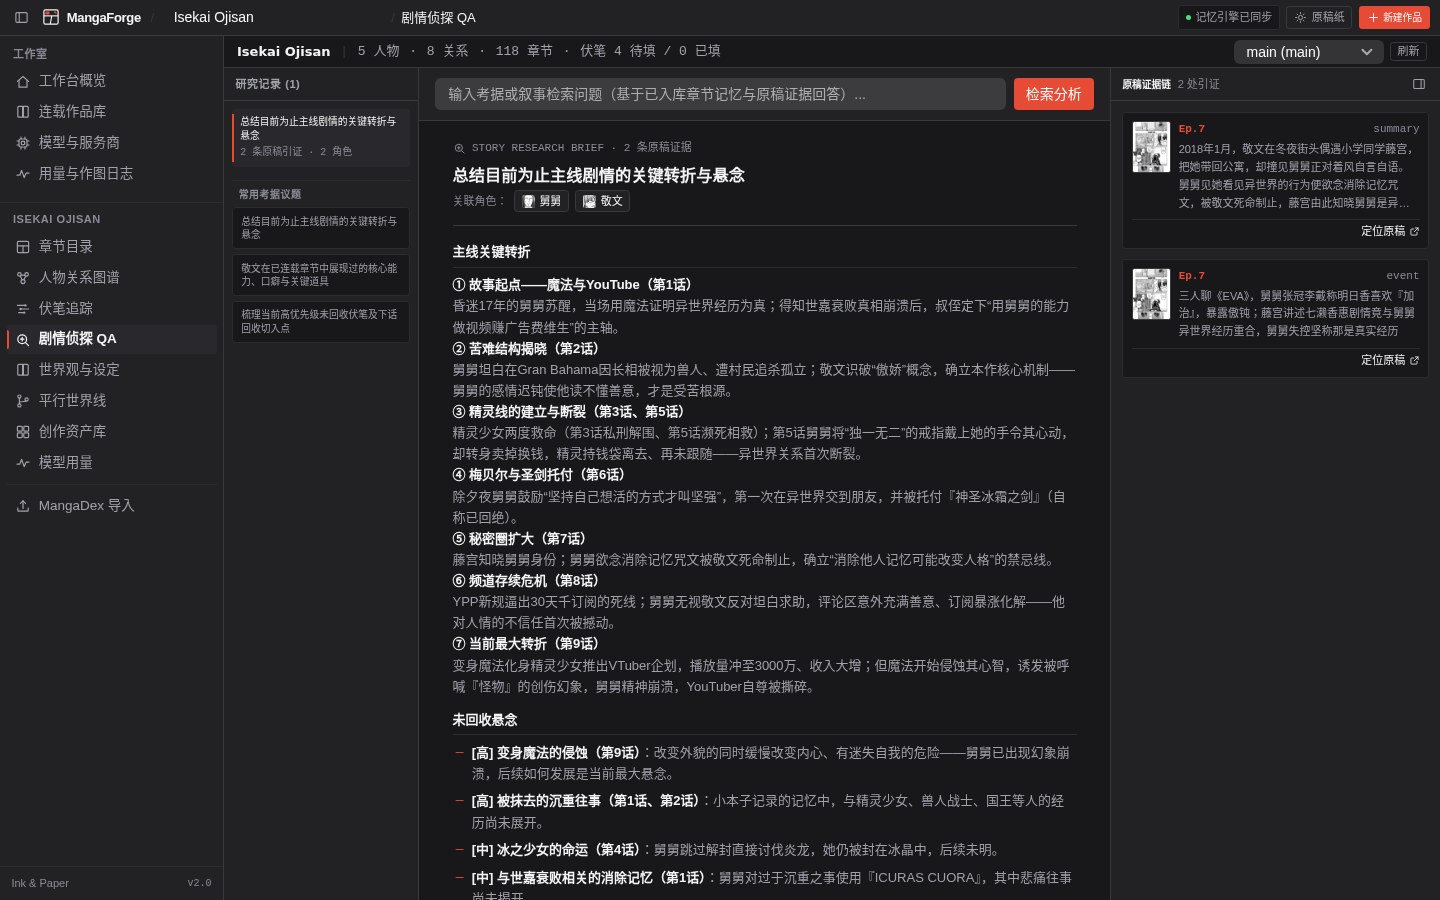 MangaForge / Isekai Ojisan / 剧情侦探 QA
记忆引擎已同步
原稿纸
新建作品
工作室
工作台概览
连载作品库
模型与服务商
用量与作图日志
ISEKAI OJISAN
章节目录
人物关系图谱
伏笔追踪
剧情侦探 QA
世界观与设定
平行世界线
创作资产库
模型用量
MangaDex 导入
Ink & Paper
v2.0
Isekai Ojisan | 5 人物 · 8 关系 · 118 章节 · 伏笔 4 待填 / 0 已填
main (main)
刷新
研究记录 (1)
总结目前为止主线剧情的关键转折与
悬念
2 条原稿引证 · 2 角色
常用考据议题
总结目前为止主线剧情的关键转折与
悬念
敬文在已连载章节中展现过的核心能
力、口癖与关键道具
梳理当前高优先级未回收伏笔及下话
回收切入点
输入考据或叙事检索问题（基于已入库章节记忆与原稿证据回答）...
检索分析
STORY RESEARCH BRIEF · 2 条原稿证据
总结目前为止主线剧情的关键转折与悬念
关联角色：
舅舅
敬文
主线关键转折
① 故事起点——魔法与YouTube（第1话）
昏迷17年的舅舅苏醒，当场用魔法证明异世界经历为真；得知世嘉衰败真相崩溃后，叔侄定下“用舅舅的能力
做视频赚广告费维生”的主轴。
② 苦难结构揭晓（第2话）
舅舅坦白在Gran Bahama因长相被视为兽人、遭村民追杀孤立；敬文识破“傲娇”概念，确立本作核心机制——
舅舅的感情迟钝使他读不懂善意，才是受苦根源。
③ 精灵线的建立与断裂（第3话、第5话）
精灵少女两度救命（第3话私刑解围、第5话濒死相救）；第5话舅舅将“独一无二”的戒指戴上她的手令其心动，
却转身卖掉换钱，精灵持钱袋离去、再未跟随——异世界关系首次断裂。
④ 梅贝尔与圣剑托付（第6话）
除夕夜舅舅鼓励“坚持自己想活的方式才叫坚强”，第一次在异世界交到朋友，并被托付『神圣冰霜之剑』（自
称已回绝）。
⑤ 秘密圈扩大（第7话）
藤宫知晓舅舅身份；舅舅欲念消除记忆咒文被敬文死命制止，确立“消除他人记忆可能改变人格”的禁忌线。
⑥ 频道存续危机（第8话）
YPP新规逼出30天千订阅的死线；舅舅无视敬文反对坦白求助，评论区意外充满善意、订阅暴涨化解——他
对人情的不信任首次被撼动。
⑦ 当前最大转折（第9话）
变身魔法化身精灵少女推出VTuber企划，播放量冲至3000万、收入大增；但魔法开始侵蚀其心智，诱发被呼
喊『怪物』的创伤幻象，舅舅精神崩溃，YouTuber自尊被撕碎。
未回收悬念
– [高] 变身魔法的侵蚀（第9话）：改变外貌的同时缓慢改变内心、有迷失自我的危险——舅舅已出现幻象崩
溃，后续如何发展是当前最大悬念。
– [高] 被抹去的沉重往事（第1话、第2话）：小本子记录的记忆中，与精灵少女、兽人战士、国王等人的经
历尚未展开。
– [中] 冰之少女的命运（第4话）：舅舅跳过解封直接讨伐炎龙，她仍被封在冰晶中，后续未明。
– [中] 与世嘉衰败相关的消除记忆（第1话）：舅舅对过于沉重之事使用『ICURAS CUORA』，其中悲痛往事
尚未揭开
原稿证据链 2 处引证
Ep.7
summary
2018年1月，敬文在冬夜街头偶遇小学同学藤宫，
把她带回公寓，却撞见舅舅正对着风自言自语。
舅舅见她看见异世界的行为便欲念消除记忆咒
文，被敬文死命制止，藤宫由此知晓舅舅是异…
定位原稿
Ep.7
event
三人聊《EVA》，舅舅张冠李戴称明日香喜欢『加
治』，暴露傲钝；藤宫讲述七濑香惠剧情竟与舅舅
异世界经历重合，舅舅失控坚称那是真实经历
定位原稿